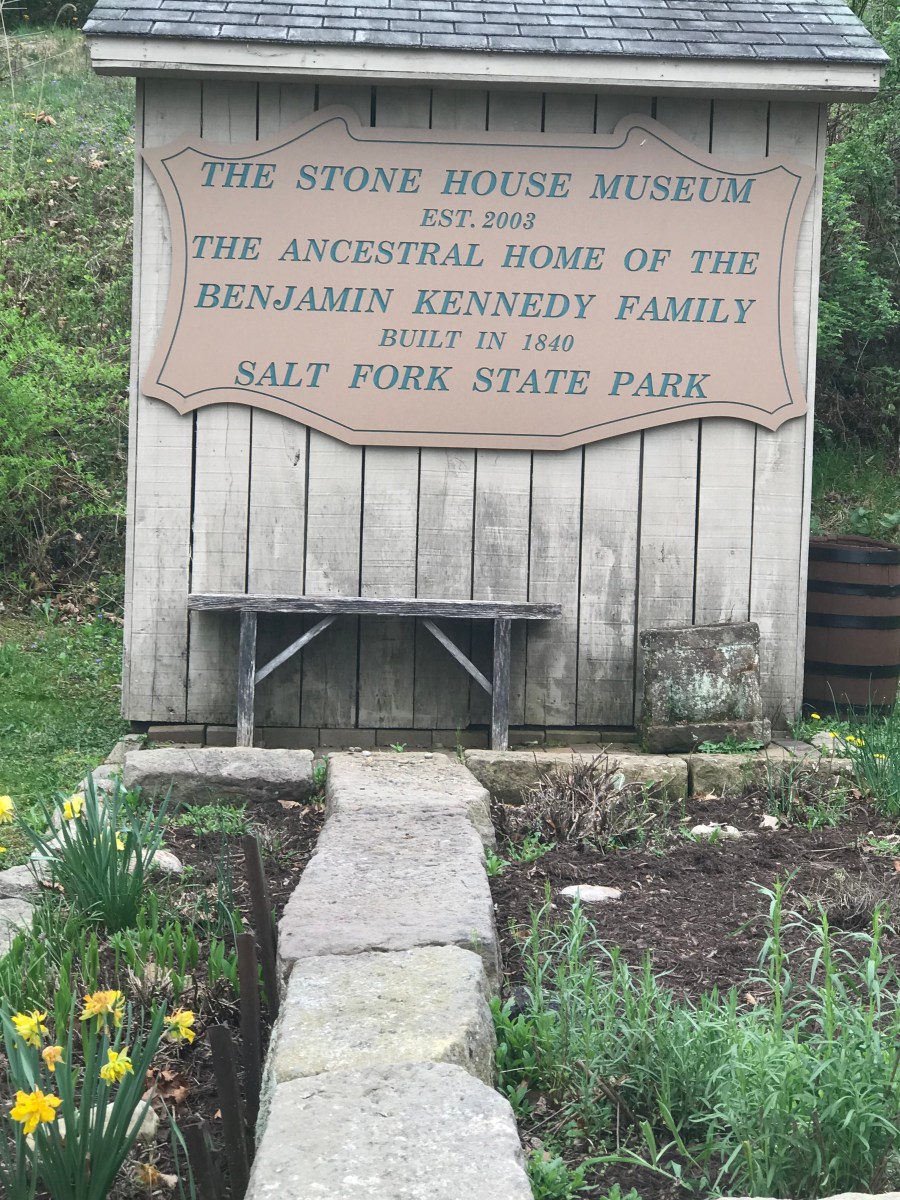 THE STONE HOUSE MUSEUM
EST. 2003
THE ANCESTRAL HOME OF THE
BENJAMIN KENNEDY FAMILY
BUILT IN 1840
SALT FORK STATE PARK